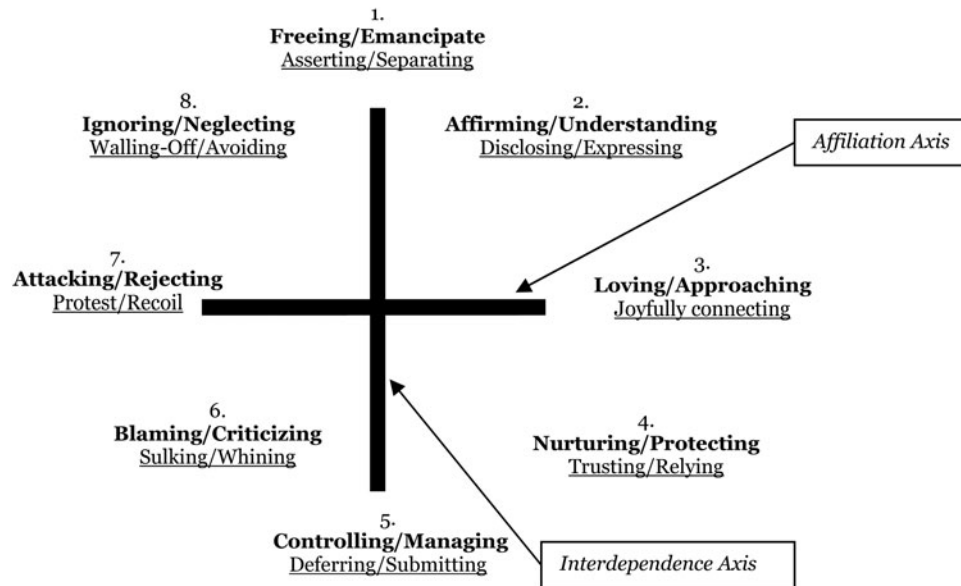 1.
Freeing/Emancipate
Asserting/Separating
8.
Ignoring/Neglecting
Walling-Off/Avoiding
2.
Affirming/Understanding
Disclosing/Expressing
Affiliation Axis
7.
Attacking/Rejecting
Protest/Recoil
3.
Loving/Approaching
Joyfully connecting
6.
Blaming/Criticizing
Sulking/Whining
4.
Nurturing/Protecting
Trusting/Relying
5.
Controlling/Managing
Deferring/Submitting
Interdependence Axis